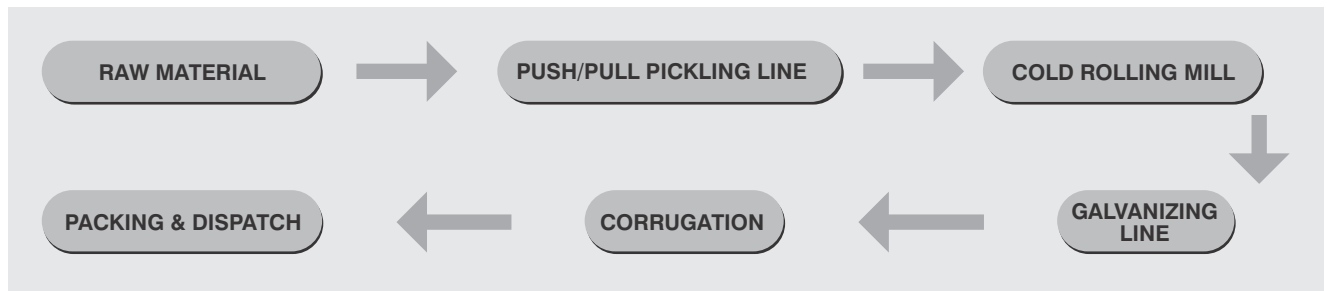 RAW MATERIAL
PUSH/PULL PICKLING LINE
COLD ROLLING MILL
GALVANIZING
LINE
CORRUGATION
PACKING & DISPATCH